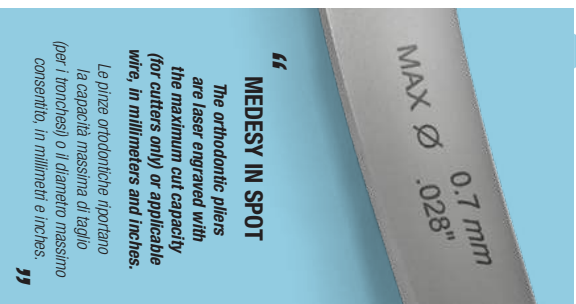 “
MEDESY IN SPOT
The orthodontic pliers
are laser engraved with
the maximum cut capacity
(for cutters only) or applicable
wire, in millimeters and inches.
Le pinze ortodontiche riportano
la capacità massima di taglio
(per i tronchesi) o il diametro massimo
consentito, in millimetri e inches.
”
MAX Ø 0.7 mm
.028"